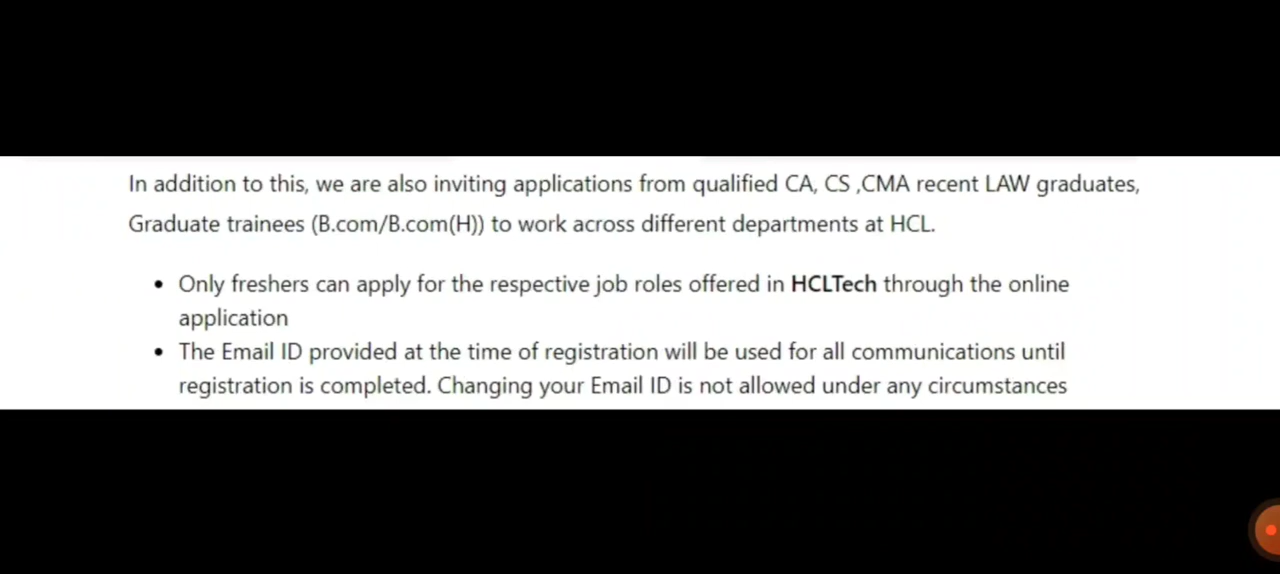 In addition to this, we are also inviting applications from qualified CA, CS ,CMA recent LAW graduates,
Graduate trainees (B.com/B.com(H)) to work across different departments at HCL.
• Only freshers can apply for the respective job roles offered in HCLTech through the online
application
• The Email ID provided at the time of registration will be used for all communications until
registration is completed. Changing your Email ID is not allowed under any circumstances